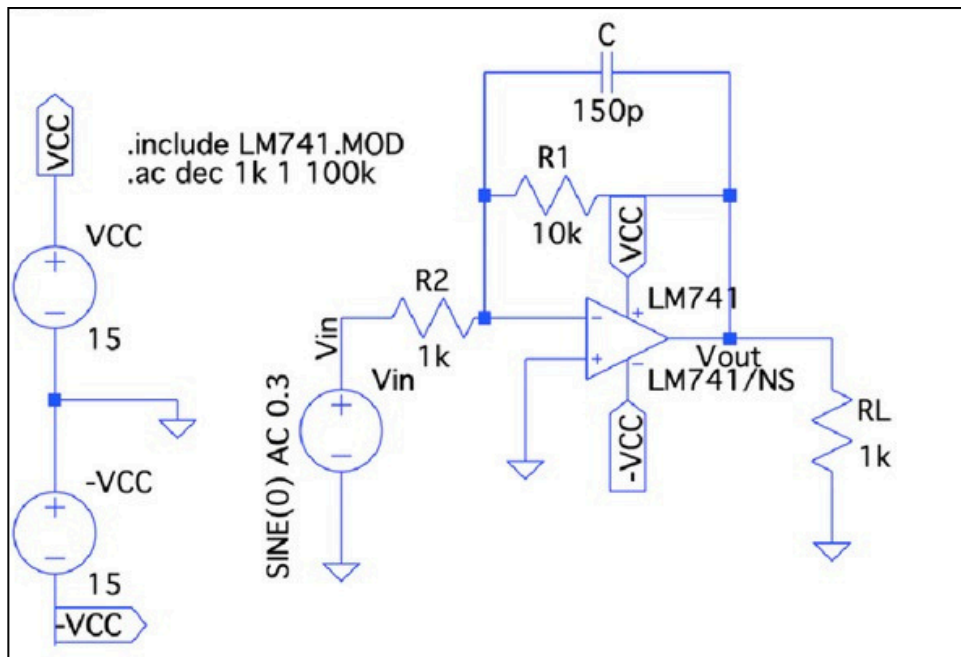 C
150p
VCC
.include LM741.MOD
.ac dec 1k 1 100k
R1
10k
VCC
VCC
15
R2
1k
LM741
Vin
Vin
Vout
LM741/NS
SINE(0) AC 0.3
-VCC
RL
1k
-VCC
15
-VCC